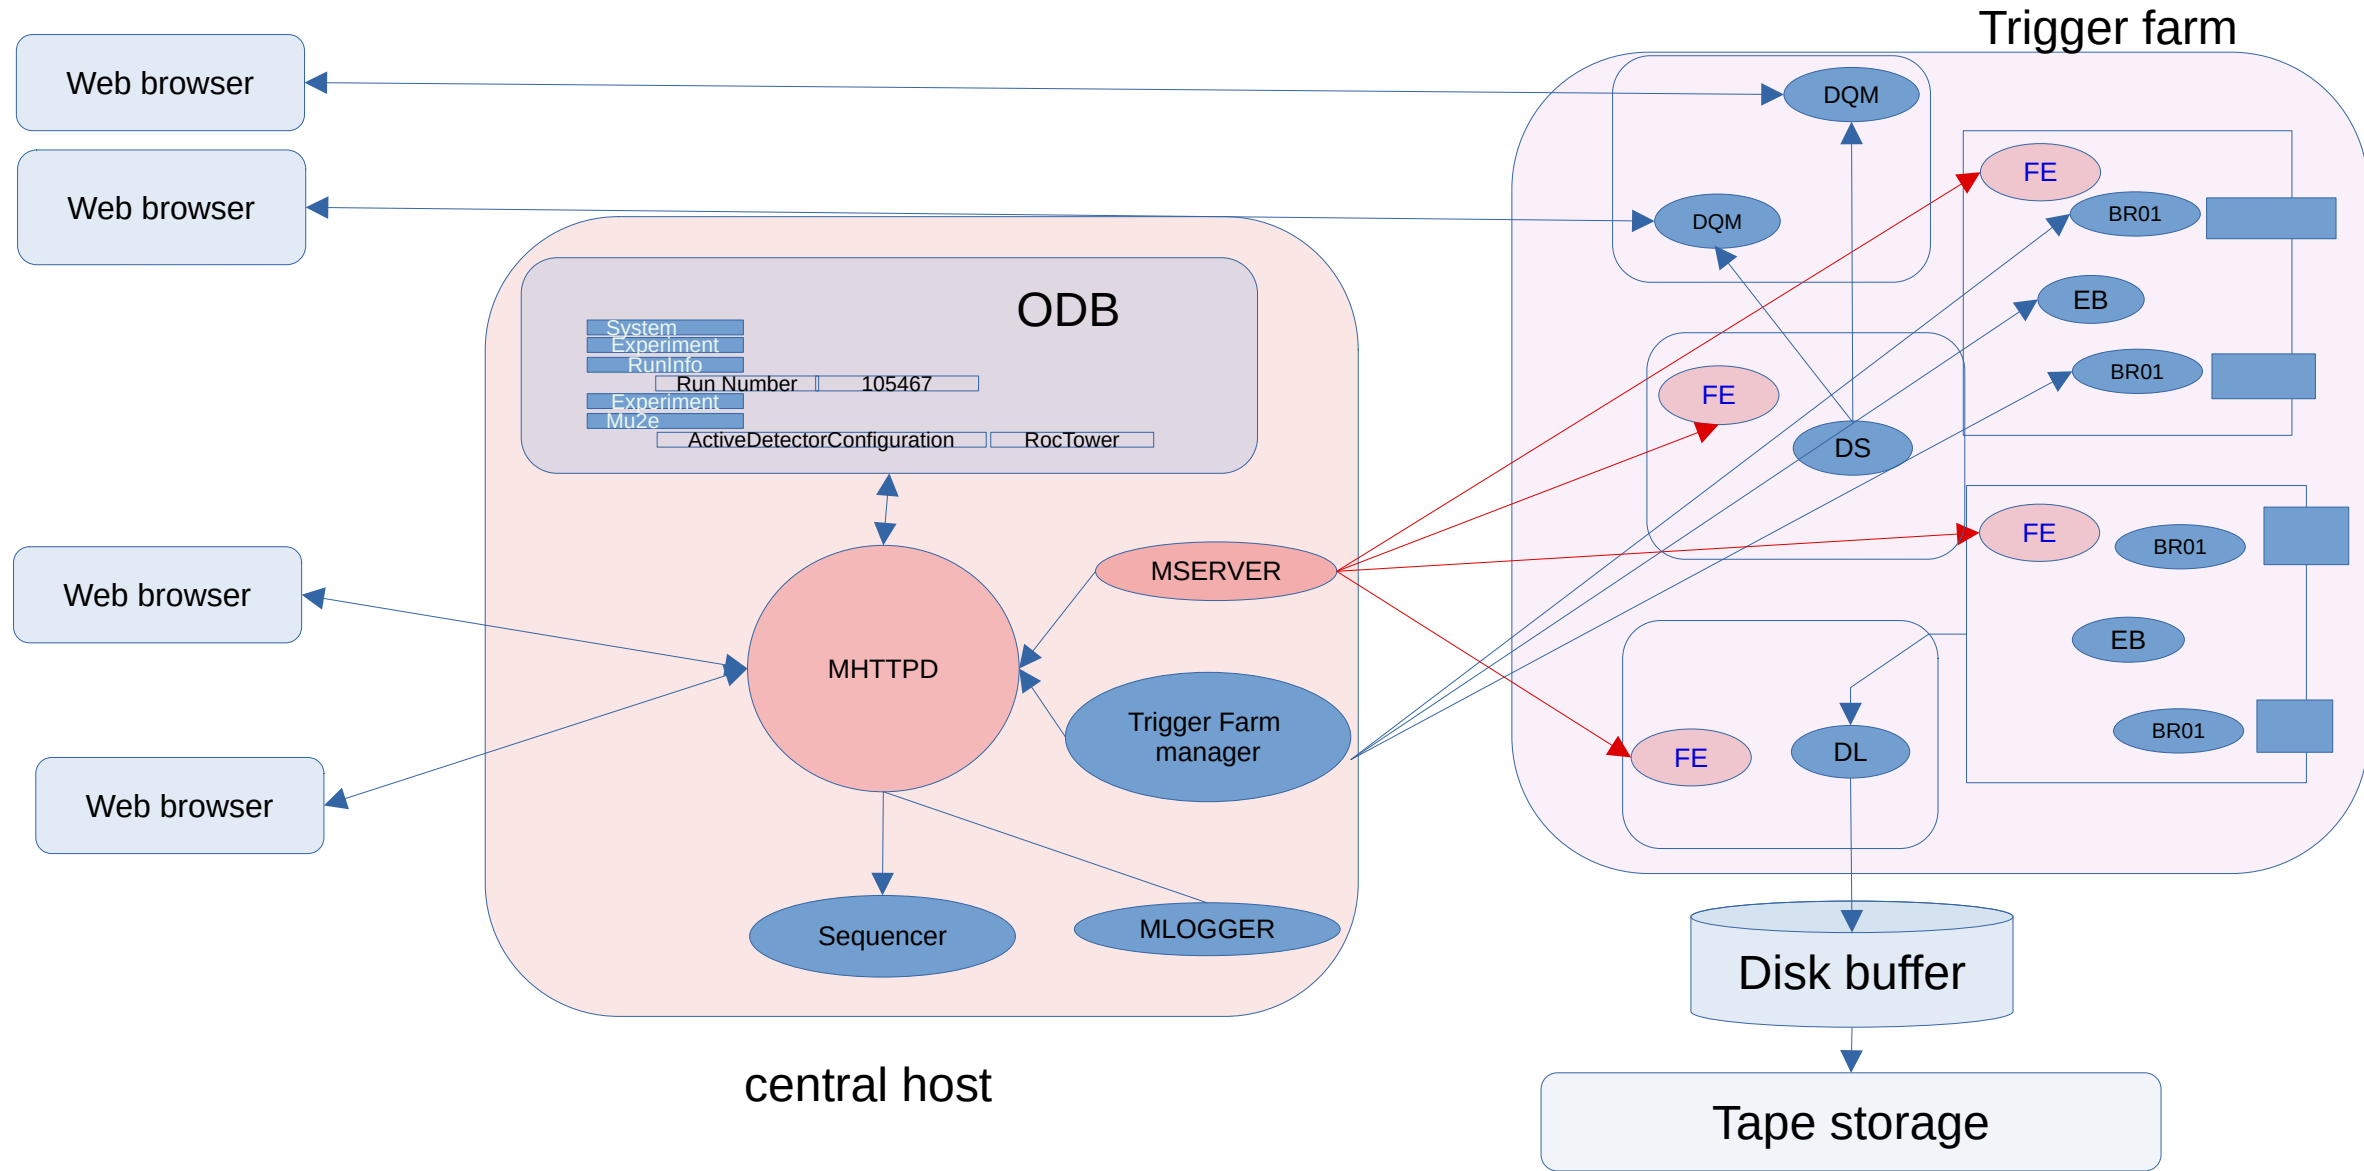 Trigger farm
Web browser
DQM
FE
Web browser
BR01
DQM
ODB
EB
System
Experiment
RunInfo
Run Number 105467
BR01
FE
Experiment
Mu2e
ActiveDetectorConfiguration RocTower
DS
FE
BR01
MSERVER
Web browser
EB
MHTTPD
Trigger Farm
manager
BR01
DL
FE
Web browser
Sequencer
MLOGGER
Disk buffer
central host
Tape storage